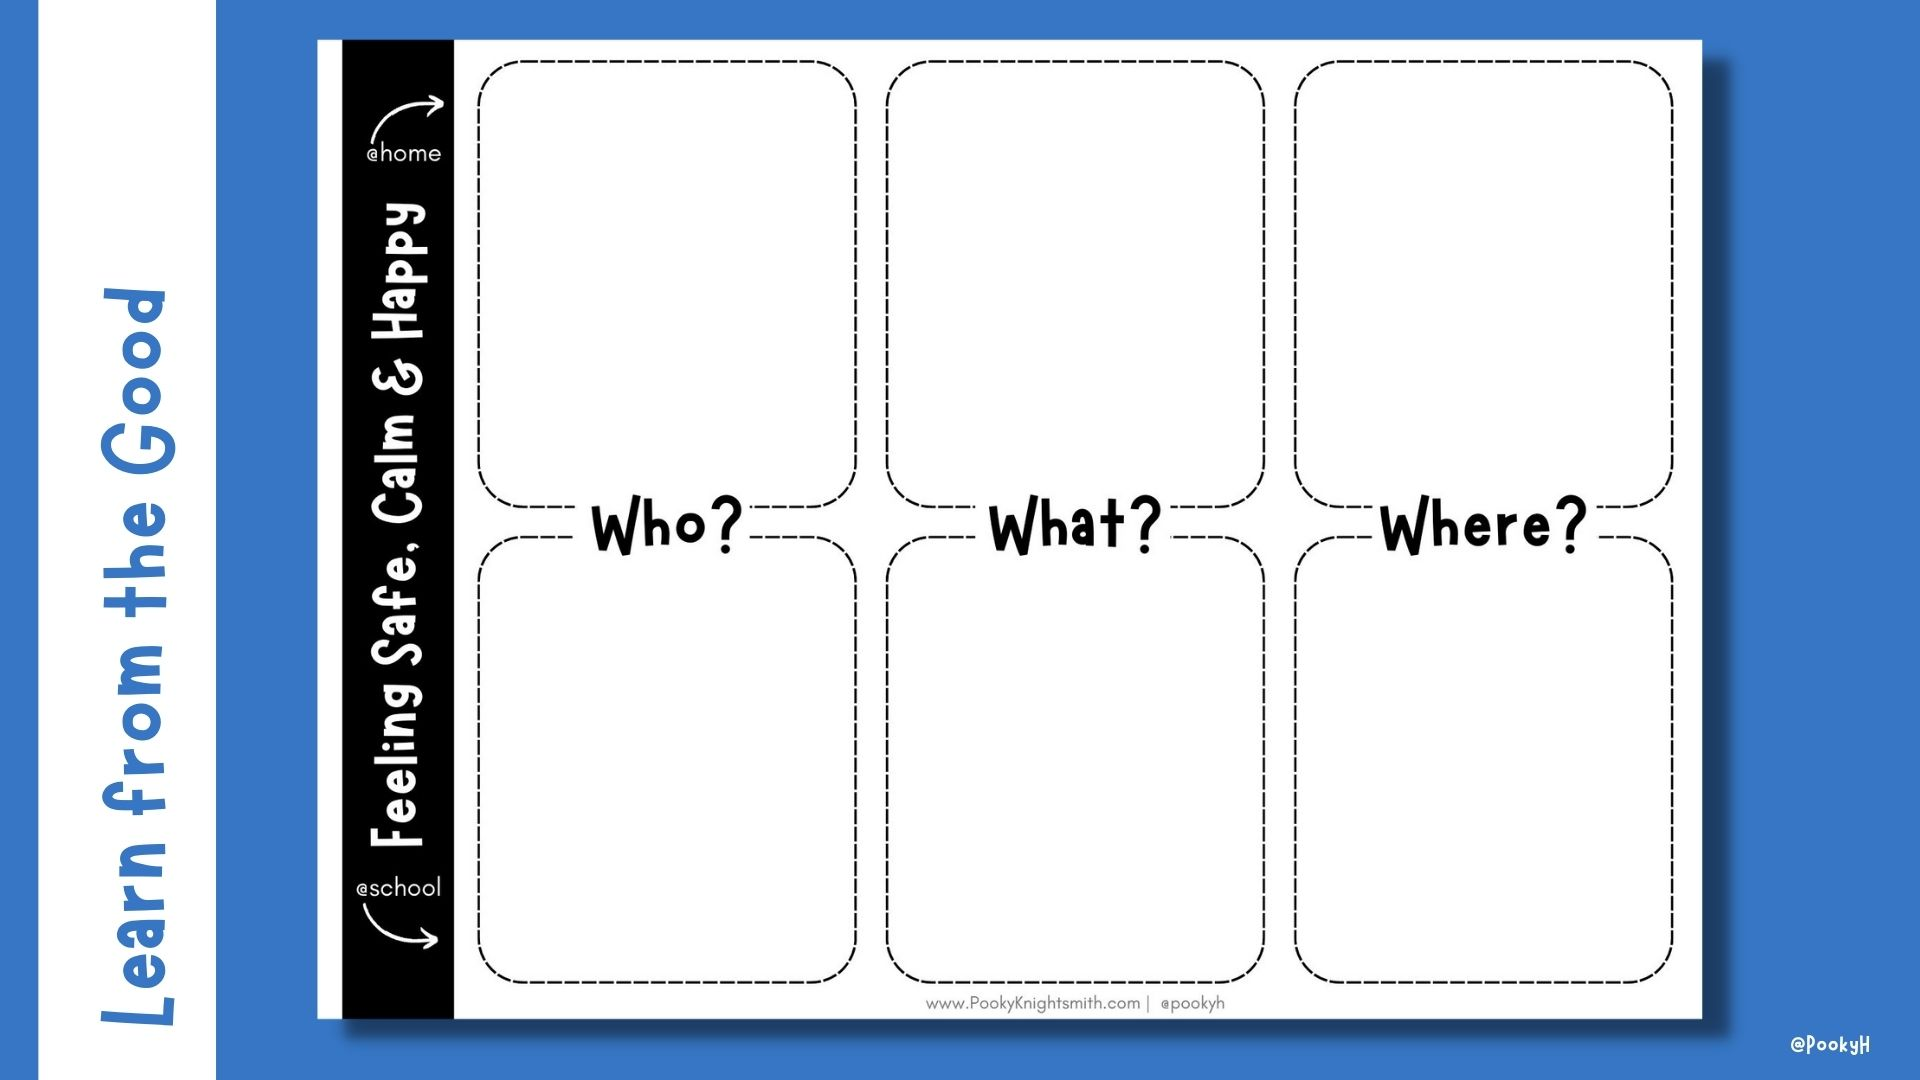 Learn from the Good
@home
Feeling Safe, Calm & Happy
@school
Who?
What?
Where?
www.PookyKnightsmith.com | @pookyh
@PookyH